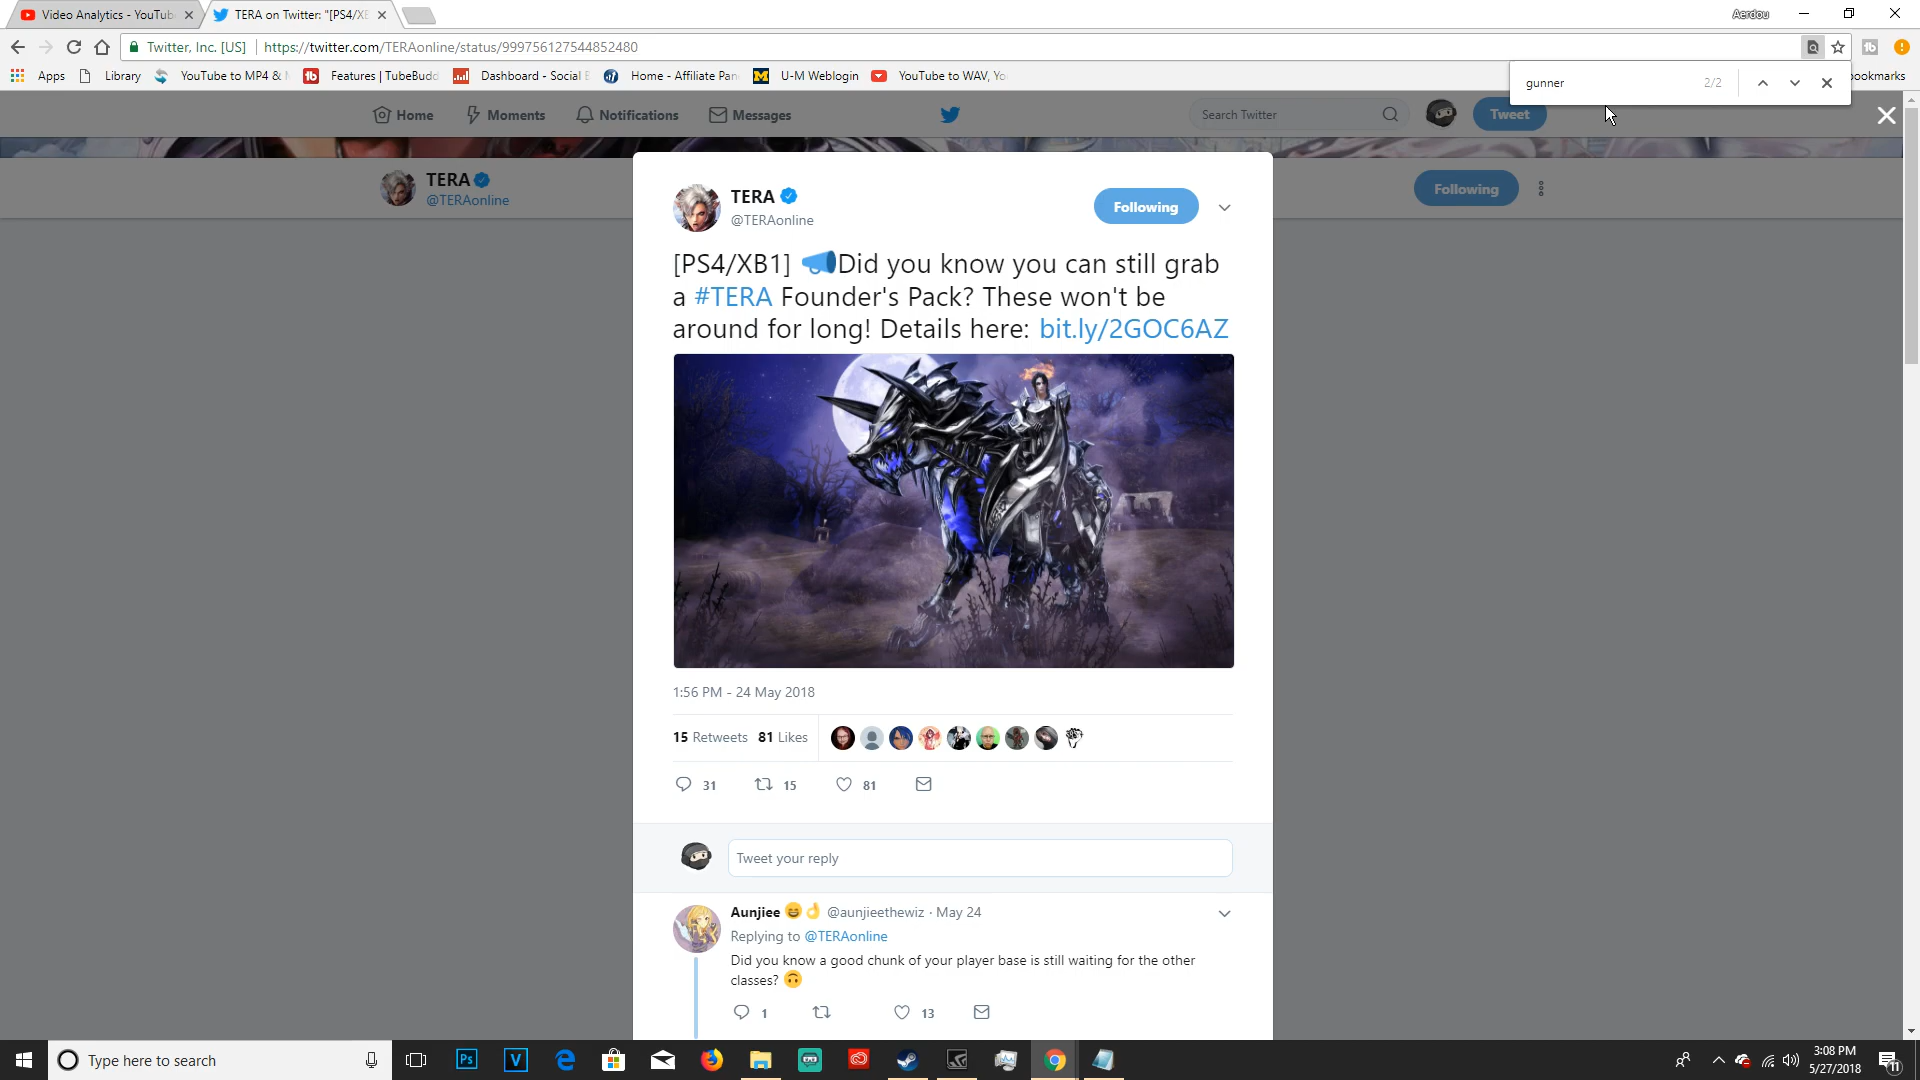 Video Analytics - YouTub
TERA on Twitter: "[PS4/XB
Aerdou
Twitter, Inc. [US]
https://twitter.com/TERAonline/status/999756127544852480
Apps
Library
YouTube to MP4 &
Features | TubeBudd
Dashboard - Social
Home - Affiliate Pan
U-M Weblogin
YouTube to WAV, Yo
bookmarks
gunner
2/2
Home
Moments
Notifications
Messages
Search Twitter
Tweet
TERA
@TERAonline
Following
TERA
@TERAonline
Following
[PS4/XB1] 📣Did you know you can still grab
a #TERA Founder's Pack? These won't be
around for long! Details here: bit.ly/2GOC6AZ
1:56 PM - 24 May 2018
15 Retweets 81 Likes
31
15
81
Tweet your reply
Aunjiee 😄👌 @aunjieethewiz · May 24
Replying to @TERAonline
Did you know a good chunk of your player base is still waiting for the other
classes? 🙃
1
13
Type here to search
Ps
V
3:08 PM
5/27/2018
11